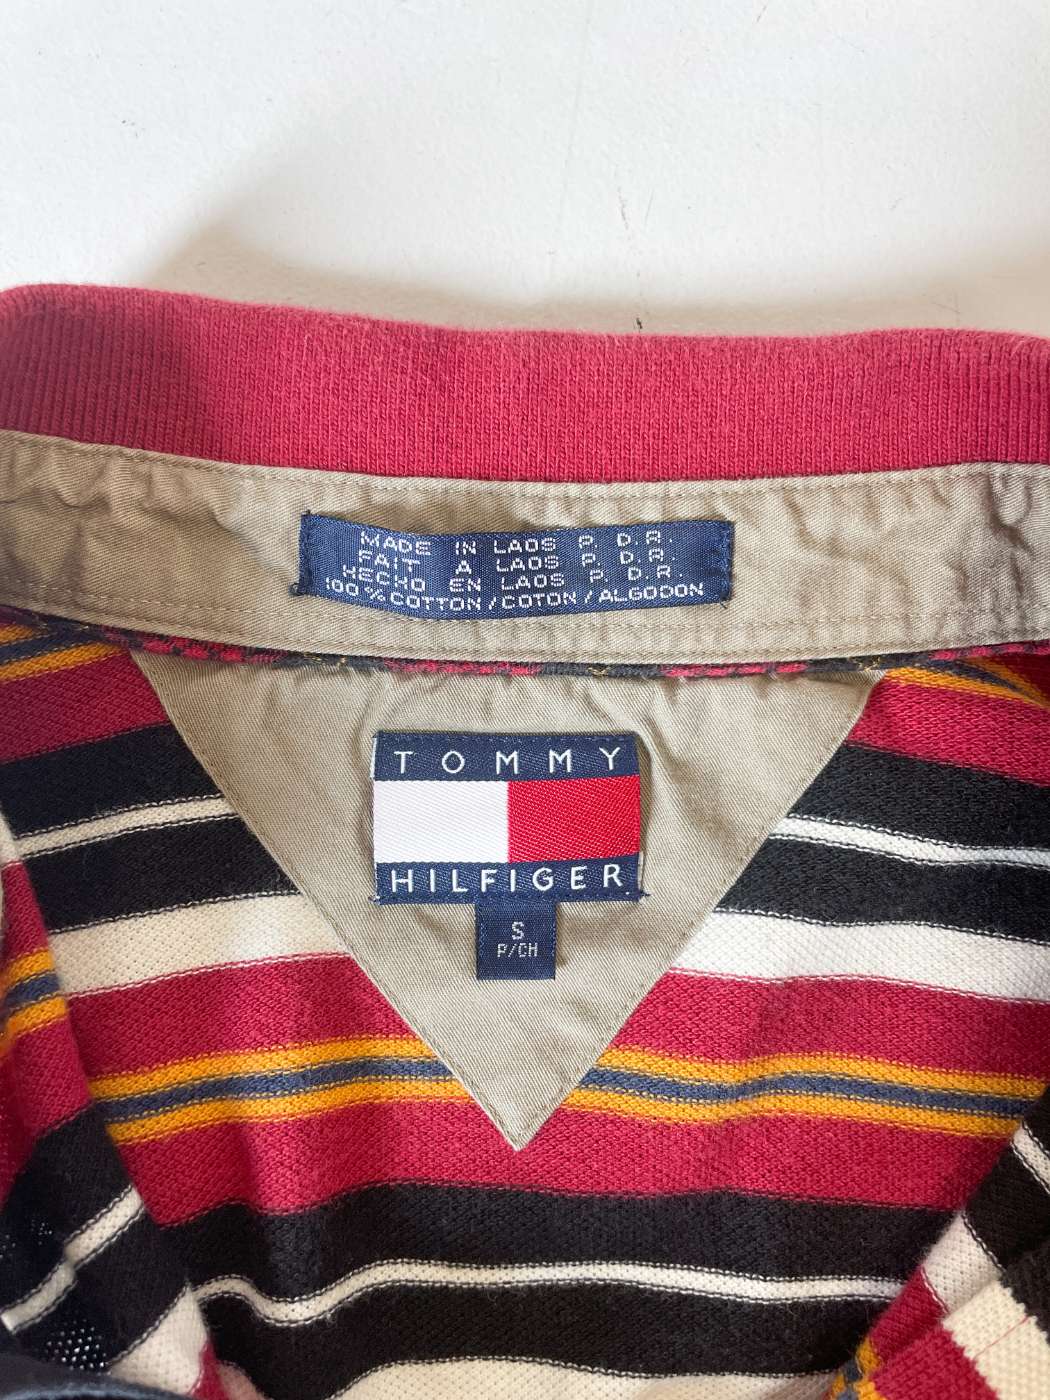 MADE IN LAOS P. D.R.
FAIT A LAOS P. D.R.
HECHO EN LAOS P. D.R
100%COTTON/COTON/ALGODON
TOMMY
HILFIGER
S
P/CH